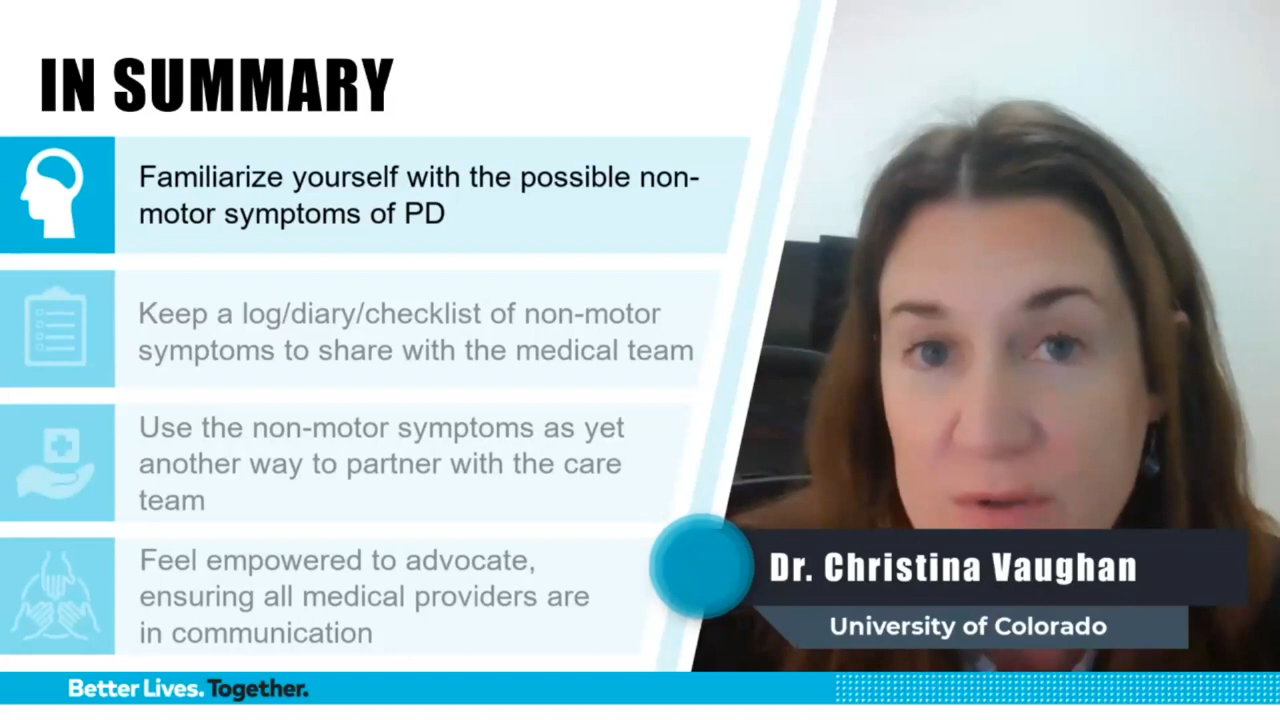 IN SUMMARY
Familiarize yourself with the possible non-
motor symptoms of PD
Keep a log/diary/checklist of non-motor
symptoms to share with the medical team
Use the non-motor symptoms as yet
another way to partner with the care
team
Feel empowered to advocate,
ensuring all medical providers are
in communication
Dr. Christina Vaughan
University of Colorado
Better Lives. Together.